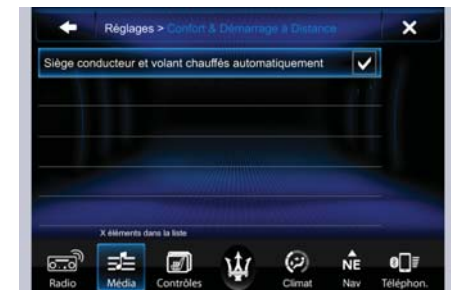 Réglages > Confort & Démarrage à Distance
Siège conducteur et volant chauffés automatiquement
X éléments dans la liste
NE
Radio Média Contrôles Climat Nav Téléphon.